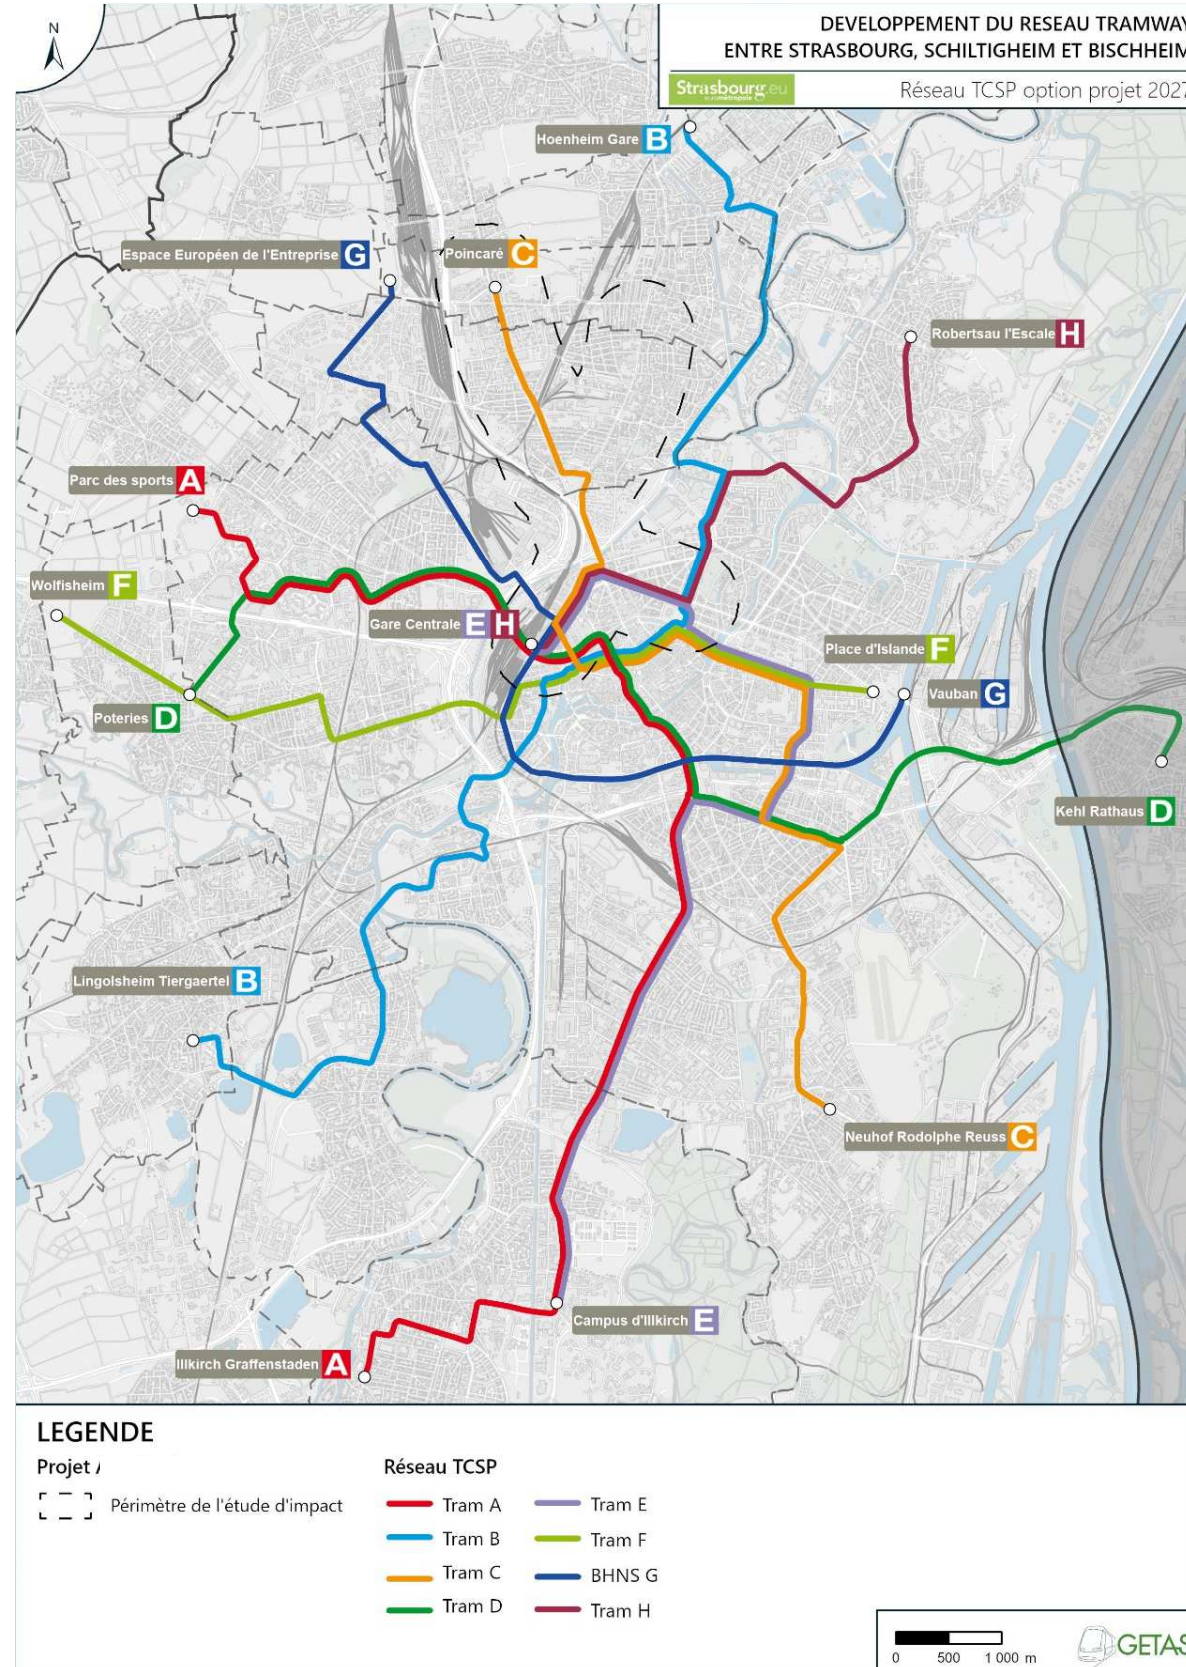 N
DEVELOPPEMENT DU RESEAU TRAMWAY
ENTRE STRASBOURG, SCHILTIGHEIM ET BISCHHEIM
Strasbourg.eu
Réseau TCSP option projet 2027
Hoenheim Gare B
Espace Européen de l'Entreprise G
Poincaré C
Robertsau l'Escale H
Parc des sports A
Wolfisheim F
Gare Centrale E H
Place d'Islande F
Vauban G
Poteries D
Kehl Rathaus D
Lingolsheim Tiergaertel B
Neuhof Rodolphe Reuss C
Campus d'Illkirch E
Illkirch Graffenstaden A
LEGENDE
Projet
Réseau TCSP
Périmètre de l'étude d'impact
Tram A
Tram E
Tram B
Tram F
Tram C
BHNS G
Tram D
Tram H
0 500 1 000 m
GETAS